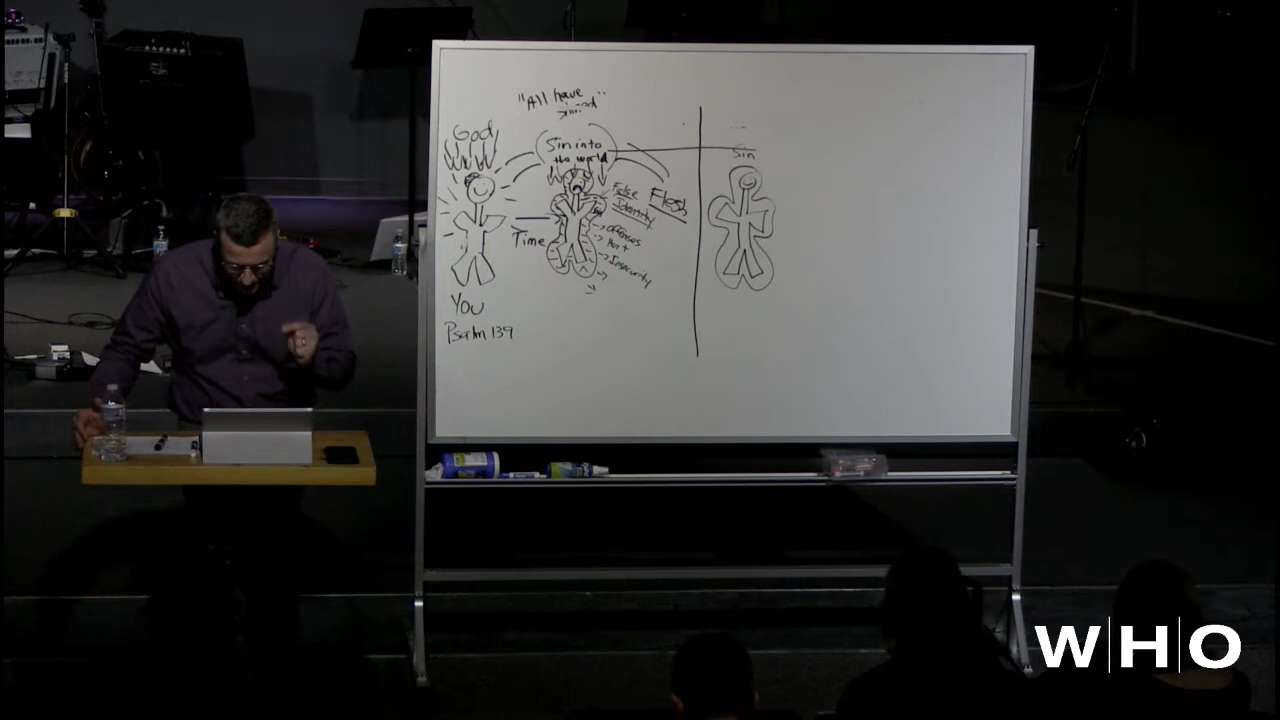 "All have
sinned"
God
Sin into
the world
Sin
False
Identity
Flesh
Offenses
Hurt
Insecurity
Time
You
Psalm 139
W|H|O